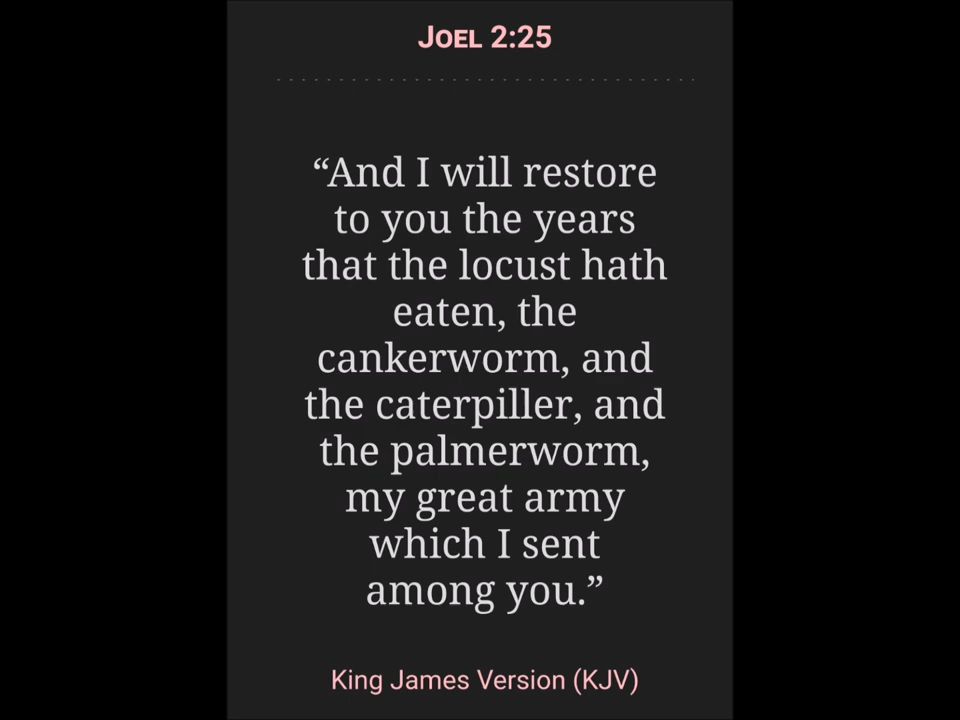 Joel 2:25
“And I will restore
to you the years
that the locust hath
eaten, the
cankerworm, and
the caterpiller, and
the palmerworm,
my great army
which I sent
among you.”
King James Version (KJV)